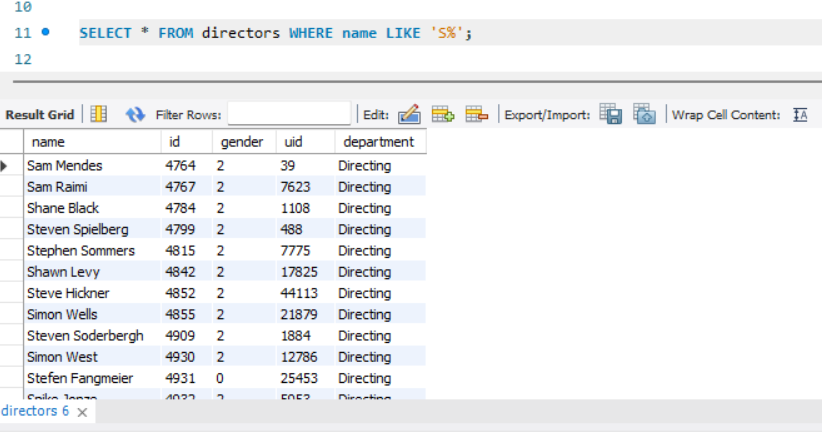 10
11 SELECT * FROM directors WHERE name LIKE 'S%';
12
Result Grid Filter Rows: Edit: Export/Import: Wrap Cell Content:
name id gender uid department
Sam Mendes 4764 2 39 Directing
Sam Raimi 4767 2 7623 Directing
Shane Black 4784 2 1108 Directing
Steven Spielberg 4799 2 488 Directing
Stephen Sommers 4815 2 7775 Directing
Shawn Levy 4842 2 17825 Directing
Steve Hickner 4852 2 44113 Directing
Simon Wells 4855 2 21879 Directing
Steven Soderbergh 4909 2 1884 Directing
Simon West 4930 2 12786 Directing
Stefen Fangmeier 4931 0 25453 Directing
Spike Jonze 4932 2 5953 Directing
directors 6